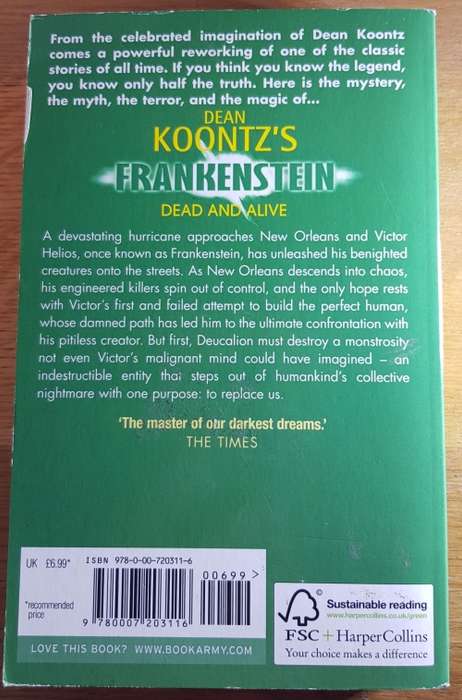 From the celebrated imagination of Dean Koontz
comes a powerful reworking of one of the classic
stories of all time. If you think you know the legend,
you know only half the truth. Here is the mystery,
the myth, the terror, and the magic of...
DEAN
KOONTZ'S
FRANKENSTEIN
DEAD AND ALIVE
A devastating hurricane approaches New Orleans and Victor
Helios, once known as Frankenstein, has unleashed his benighted
creatures onto the streets. As New Orleans descends into chaos,
his engineered killers spin out of control, and the only hope rests
with Victor's first and failed attempt to build the perfect human,
whose damned path has led him to the ultimate confrontation with
his pitiless creator. But first, Deucalion must destroy a monstrosity
not even Victor's malignant mind could have imagined – an
indestructible entity that steps out of humankind's collective
nightmare with one purpose: to replace us.
'The master of our darkest dreams.'
THE TIMES
UK £6.99*
*recommended
price
ISBN 978-0-00-720311-6
00699 >
9 780007 203116
LOVE THIS BOOK? WWW.BOOKARMY.COM
Sustainable reading
www.harpercollins.co.uk/green
FSC + HarperCollins
Your choice makes a difference